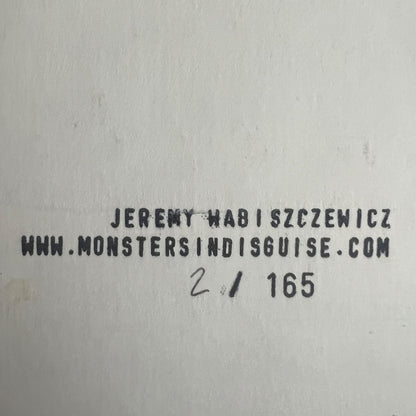 JEREMY WABISZCZEWICZ
WWW.MONSTERSINDISGUISE.COM
2 / 165